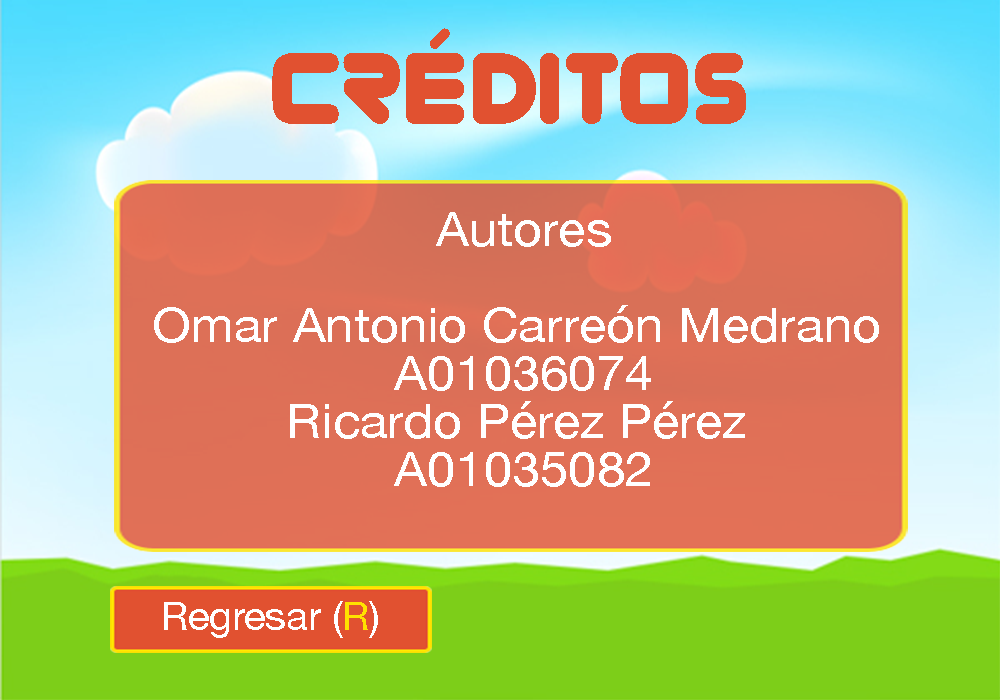 CRÉDITOS
Autores
Omar Antonio Carreón Medrano
A01036074
Ricardo Pérez Pérez
A01035082
Regresar (R)